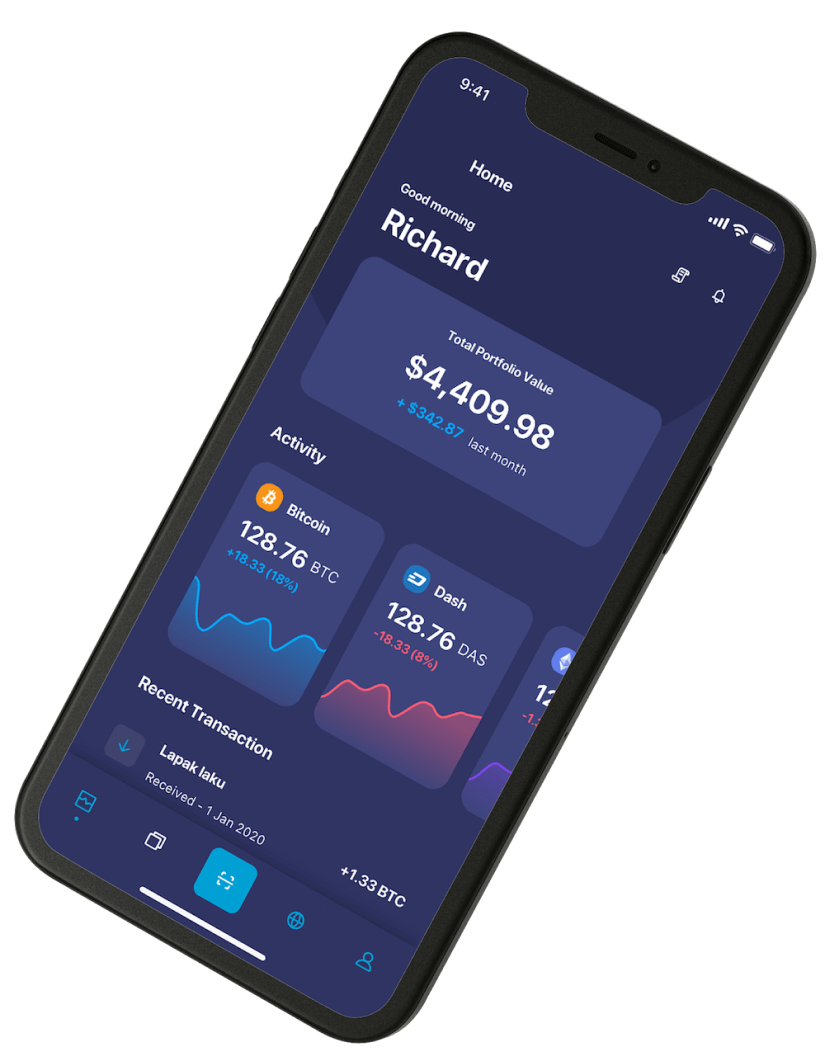 9:41
Home
Good morning
Richard
Total Portfolio Value
$4,409.98
+ $342.87 last month
Activity
Bitcoin
128.76 BTC
+18.33 (18%)
Dash
128.76 DAS
-18.33 (8%)
Recent Transaction
Lapak laku
Received - 1 Jan 2020
+1.33 BTC